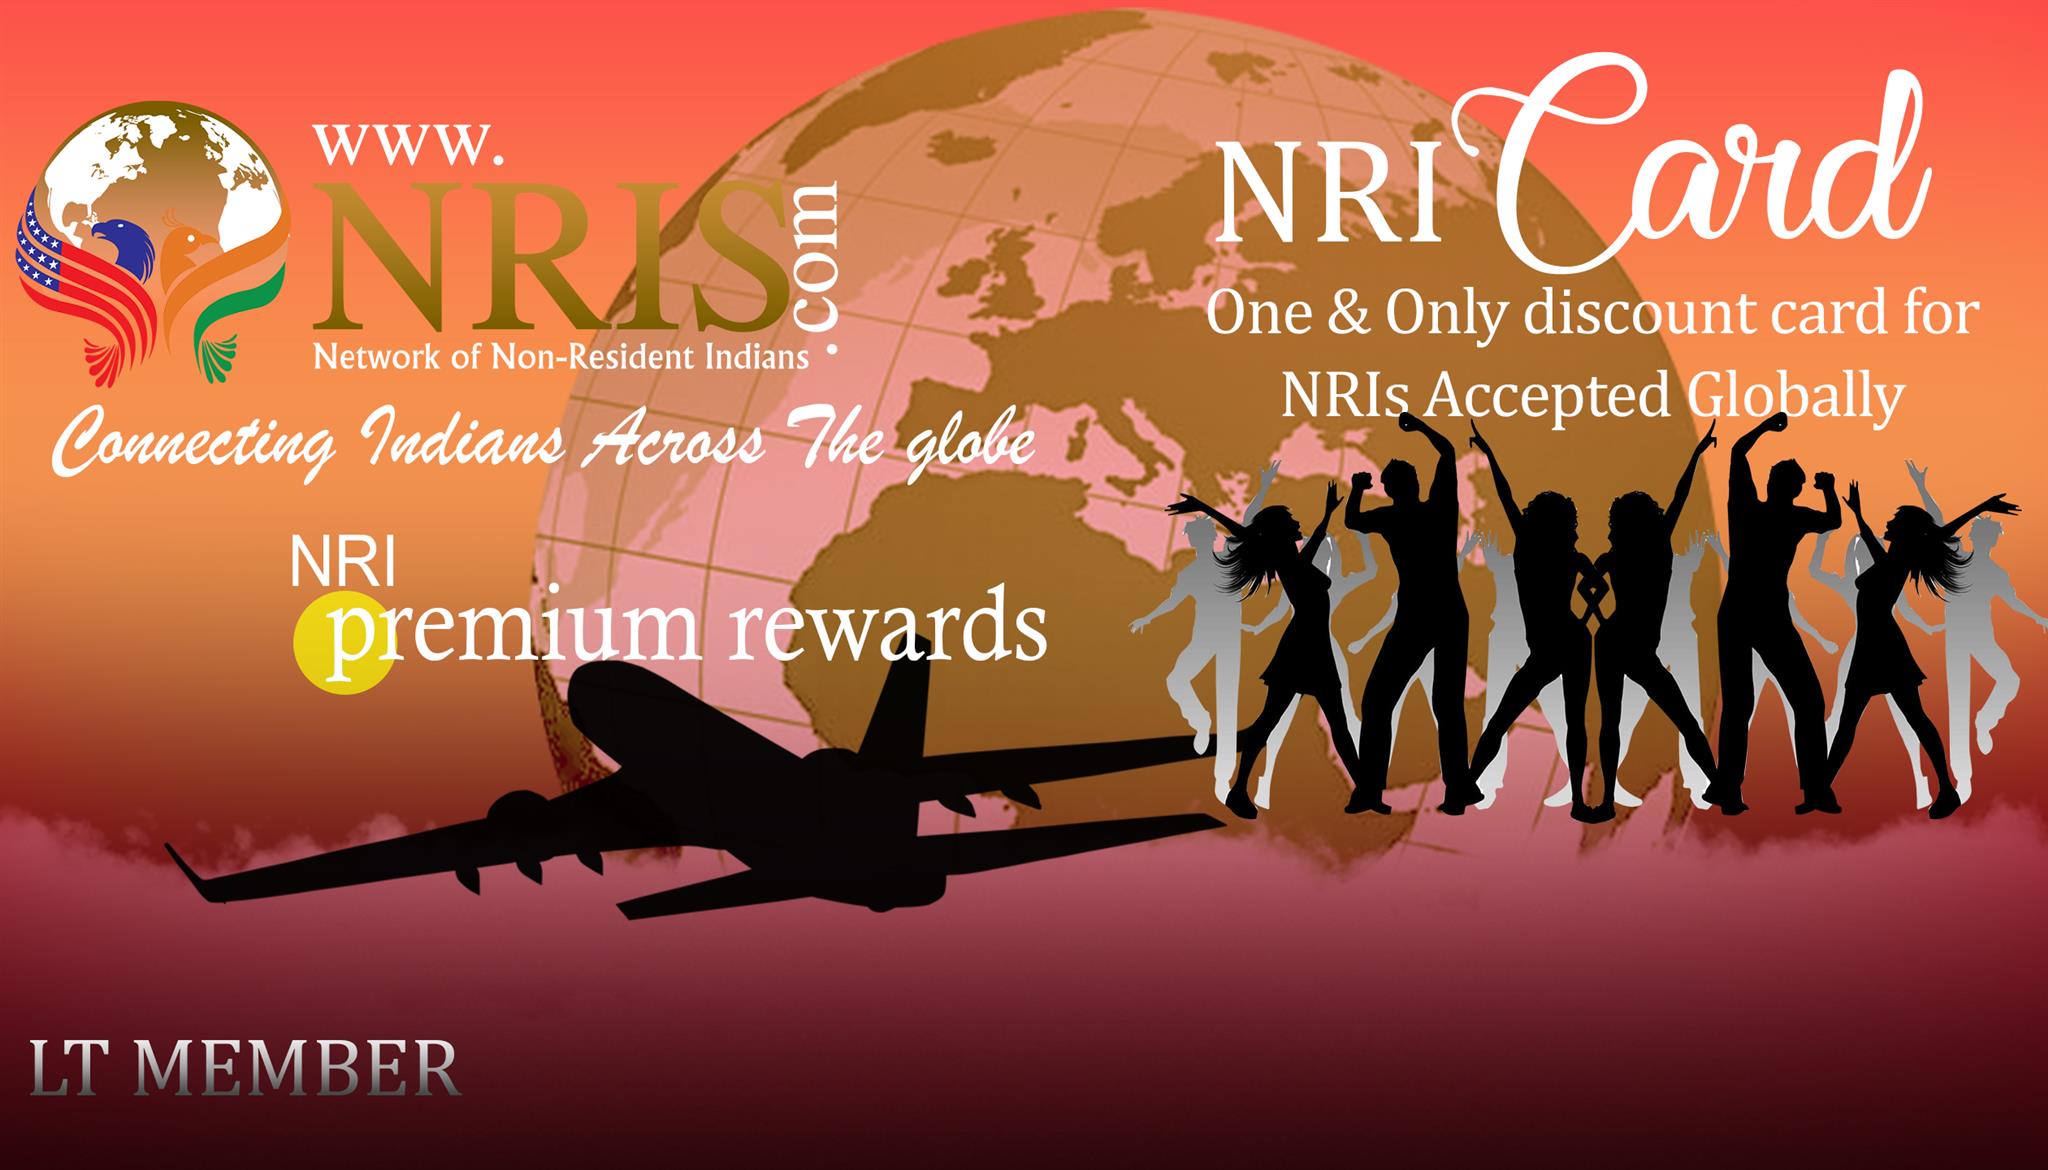 www.
NRIS.com
Network of Non-Resident Indians
Connecting Indians Across The globe
NRI
premium rewards
NRI Card
One & Only discount card for
NRIs Accepted Globally
LT MEMBER